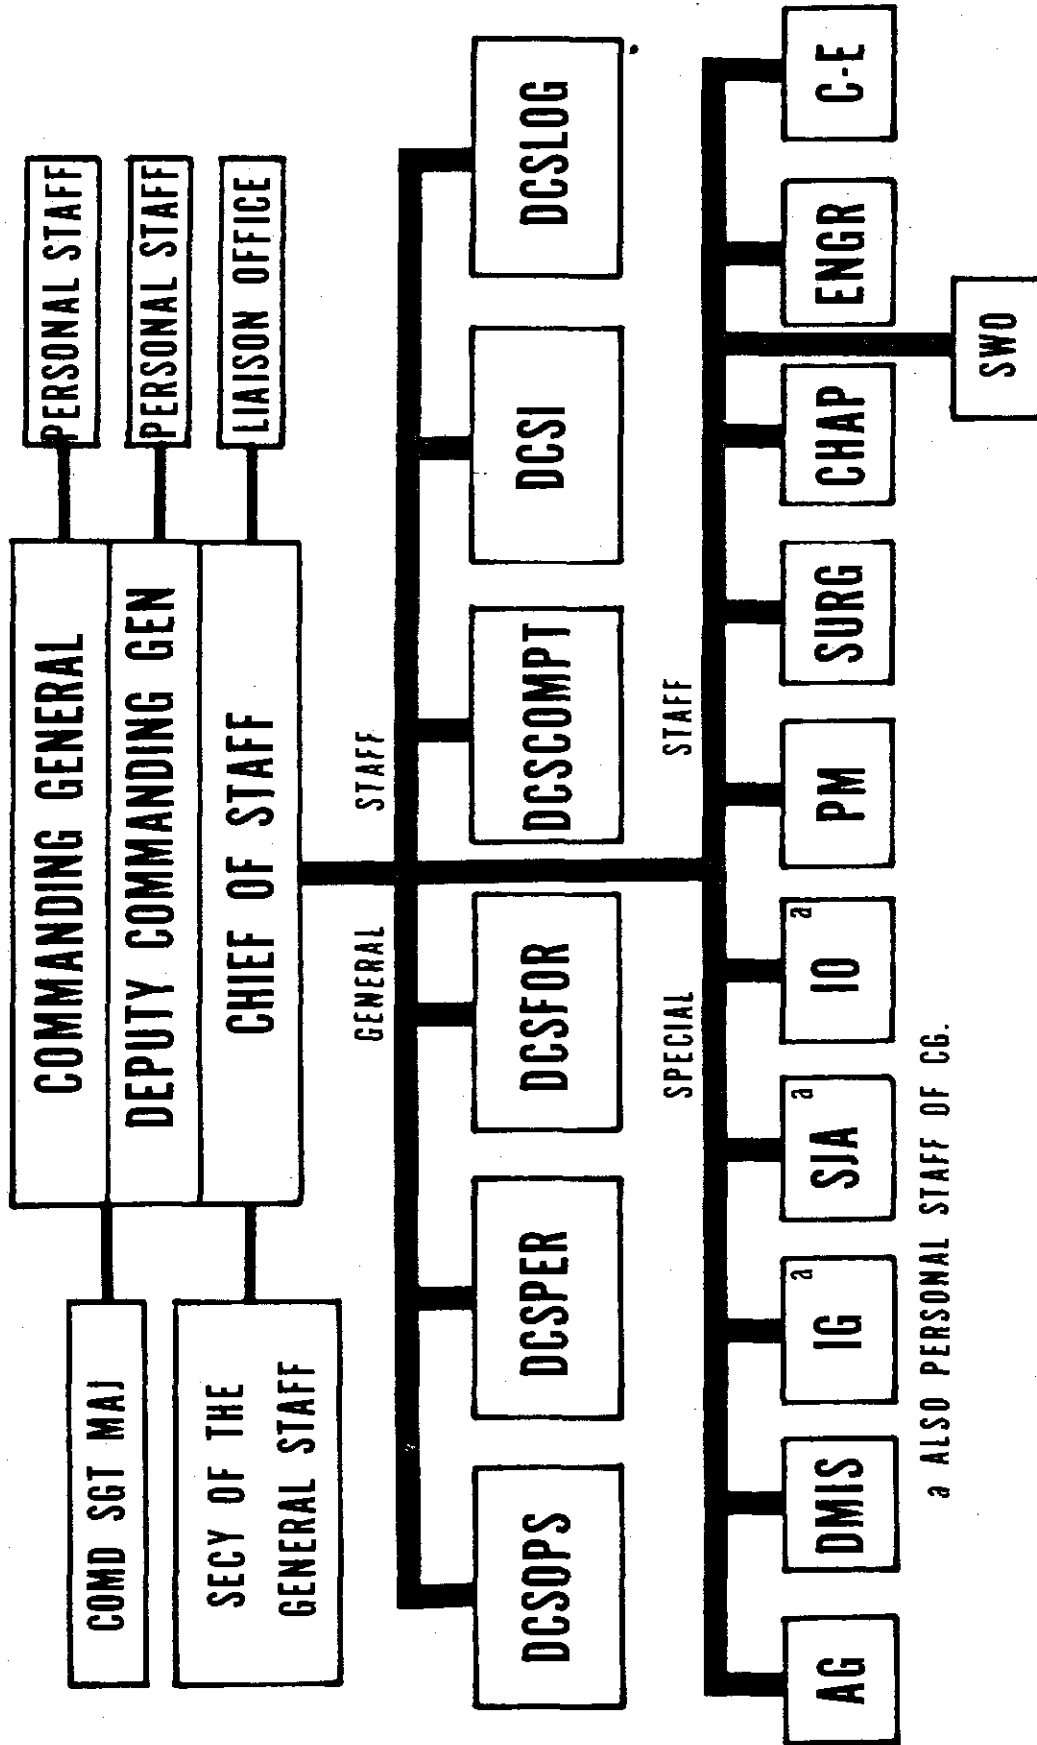 COMMANDING GENERAL
DEPUTY COMMANDING GEN
CHIEF OF STAFF
COMD SGT MAJ
SECY OF THE
GENERAL STAFF
PERSONAL STAFF
PERSONAL STAFF
LIAISON OFFICE
GENERAL STAFF
DCSOPS
DCSPER
DCSFOR
DCSCOMPT
DCSI
DCSLOG
SPECIAL STAFF
AG
DMIS
IG a
SJA a
IO a
PM
SURG
CHAP
ENGR
C-E
SWO
a ALSO PERSONAL STAFF OF CG.